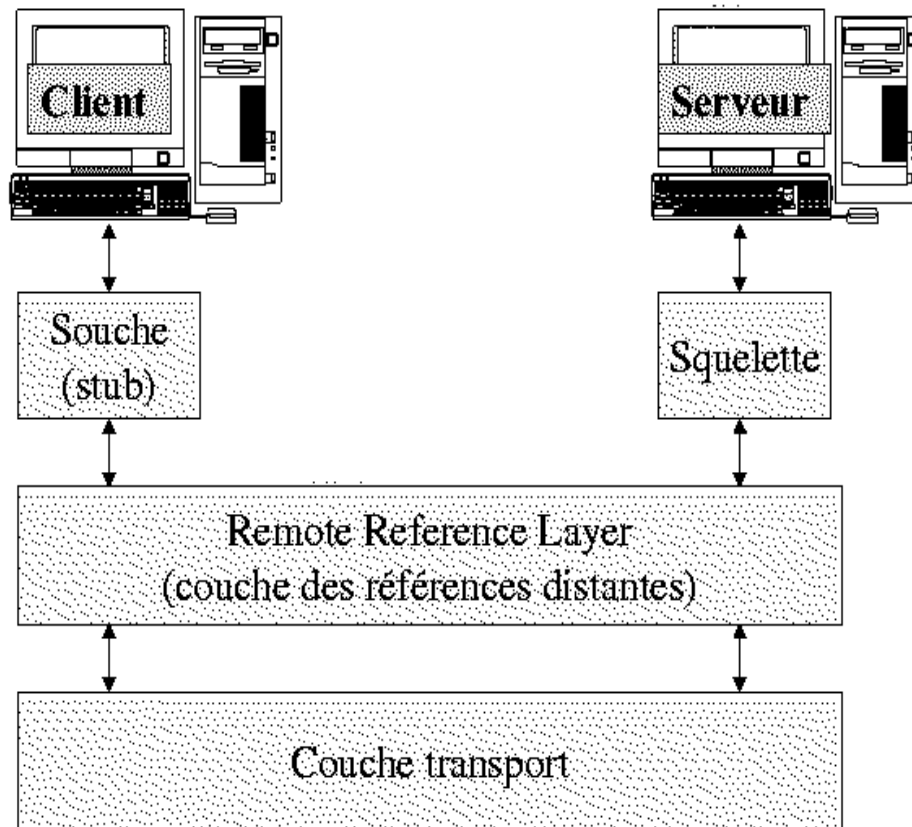 Client
Serveur
Souche
(stub)
Squelette
Remote Reference Layer
(couche des références distantes)
Couche transport